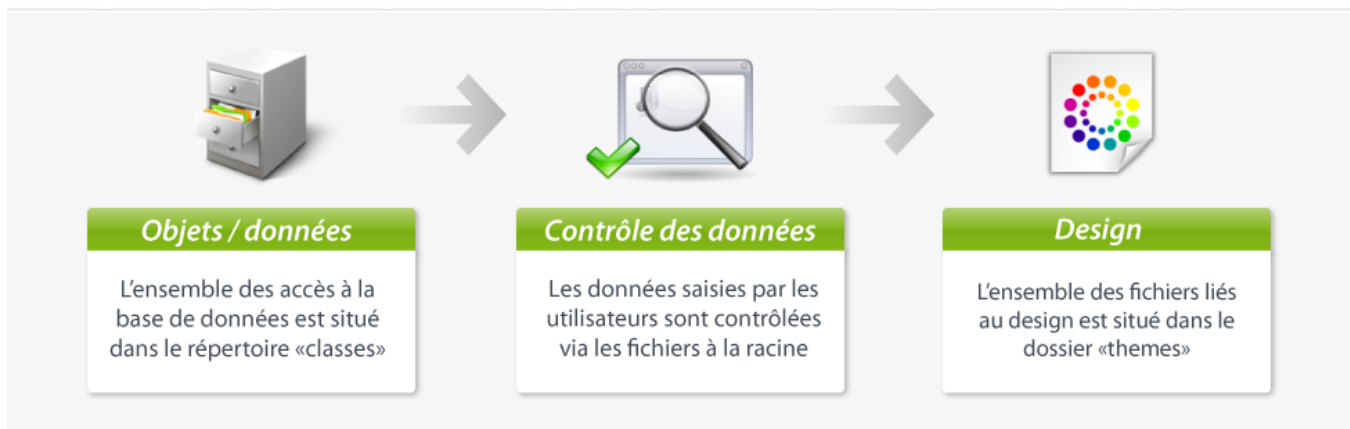 Objets / données
L'ensemble des accès à la
base de données est situé
dans le répertoire «classes»
Contrôle des données
Les données saisies par les
utilisateurs sont contrôlées
via les fichiers à la racine
Design
L'ensemble des fichiers liés
au design est situé dans le
dossier «themes»